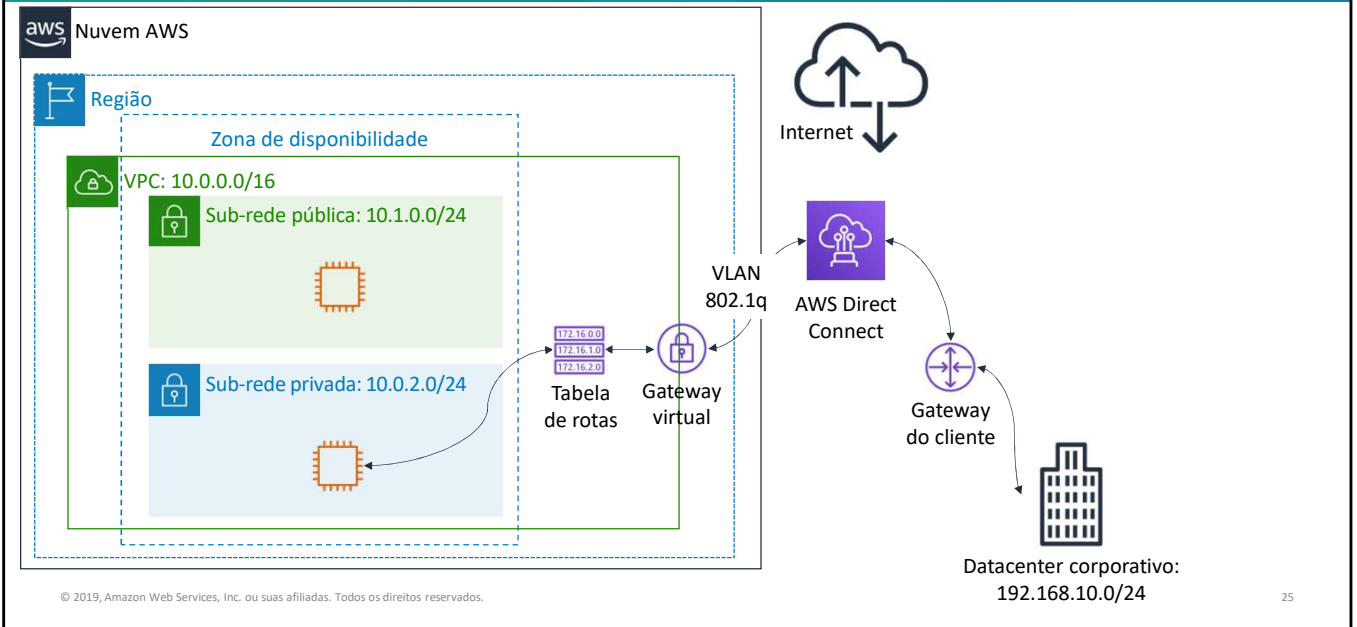 aws
Nuvem AWS
Região
Zona de disponibilidade
VPC: 10.0.0.0/16
Sub-rede pública: 10.1.0.0/24
Sub-rede privada: 10.0.2.0/24
172.16.0.0
172.16.1.0
172.16.2.0
Tabela
de rotas
Gateway
virtual
VLAN
802.1q
Internet
AWS Direct
Connect
Gateway
do cliente
Datacenter corporativo:
192.168.10.0/24
© 2019, Amazon Web Services, Inc. ou suas afiliadas. Todos os direitos reservados.
25